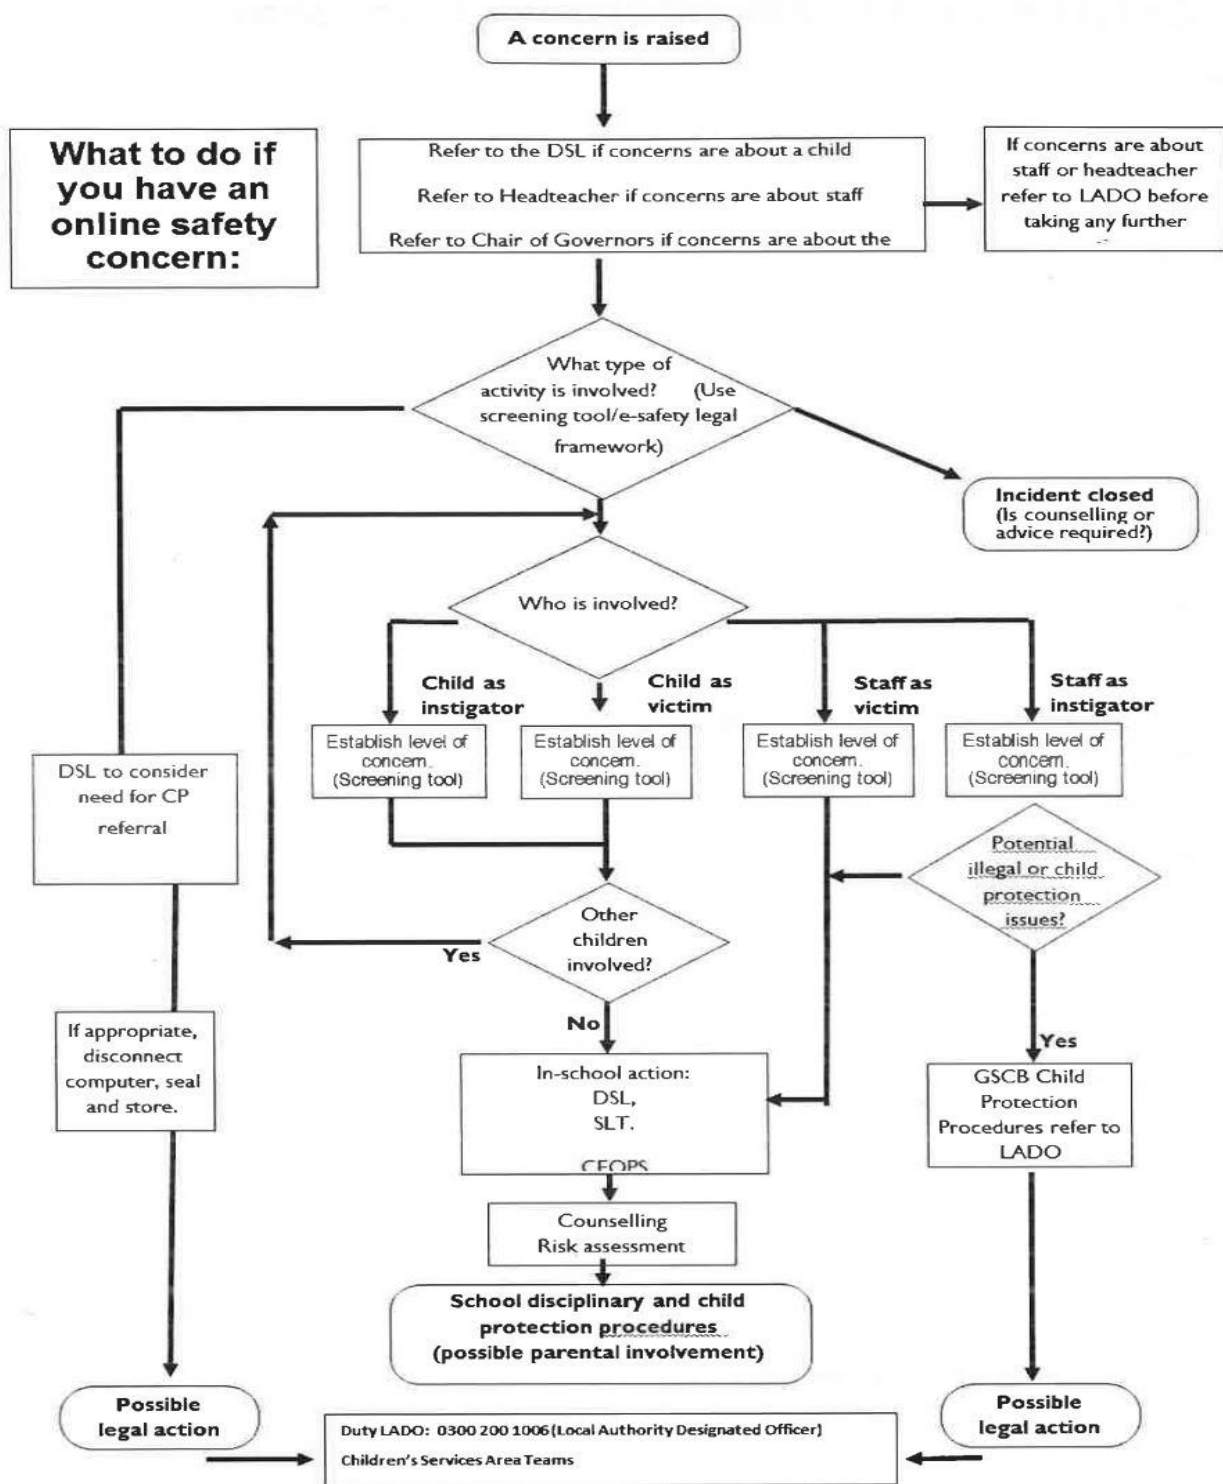 A concern is raised
What to do if
you have an
online safety
concern:
Refer to the DSL if concerns are about a child
Refer to Headteacher if concerns are about staff
Refer to Chair of Governors if concerns are about the
If concerns are about
staff or headteacher
refer to LADO before
taking any further
What type of
activity is involved? (Use
screening tool/e-safety legal
framework)
Incident closed
(Is counselling or
advice required?)
Who is involved?
Child as
instigator
Child as
victim
Staff as
victim
Staff as
instigator
Establish level of
concern.
(Screening tool)
Establish level of
concern.
(Screening tool)
Establish level of
concern.
(Screening tool)
Establish level of
concern.
(Screening tool)
DSL to consider
need for CP
referral
Potential
illegal or child
protection
issues?
Other
children
involved?
Yes
No
If appropriate,
disconnect
computer, seal
and store.
In-school action:
DSL,
SLT.
CEOPS
Yes
GSCB Child
Protection
Procedures refer to
LADO
Counselling
Risk assessment
School disciplinary and child
protection procedures
(possible parental involvement)
Possible
legal action
Possible
legal action
Duty LADO: 0300 200 1006 (Local Authority Designated Officer)
Children's Services Area Teams